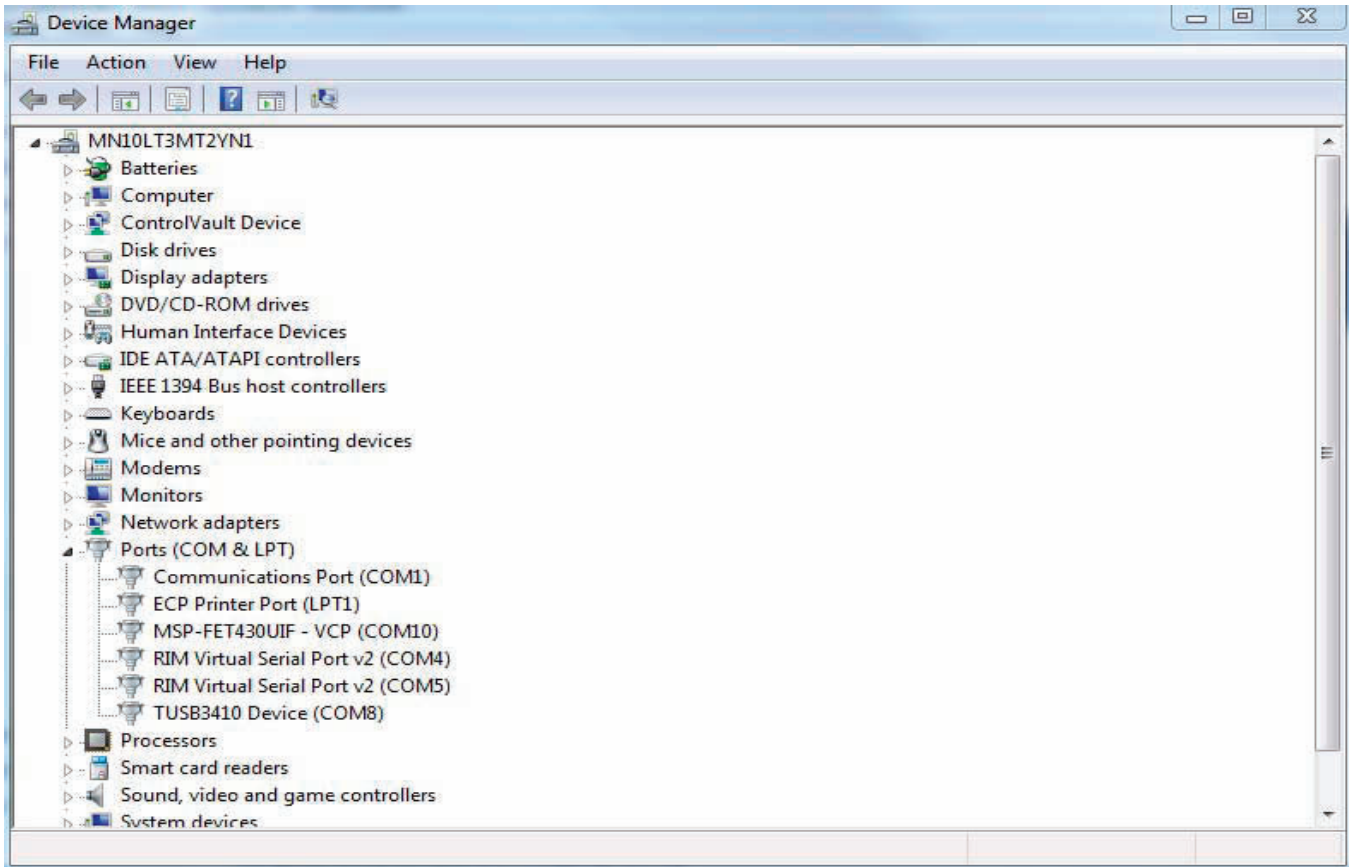 Device Manager
File Action View Help
MN10LT3MT2YN1
Batteries
Computer
ControlVault Device
Disk drives
Display adapters
DVD/CD-ROM drives
Human Interface Devices
IDE ATA/ATAPI controllers
IEEE 1394 Bus host controllers
Keyboards
Mice and other pointing devices
Modems
Monitors
Network adapters
Ports (COM & LPT)
Communications Port (COM1)
ECP Printer Port (LPT1)
MSP-FET430UIF - VCP (COM10)
RIM Virtual Serial Port v2 (COM4)
RIM Virtual Serial Port v2 (COM5)
TUSB3410 Device (COM8)
Processors
Smart card readers
Sound, video and game controllers
System devices